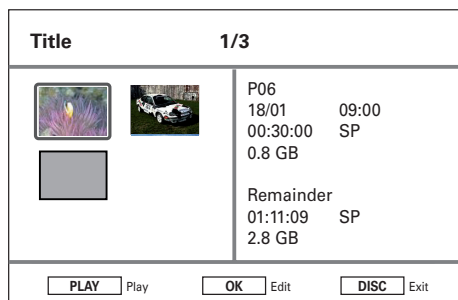 Title 1/3
P06
18/01 09:00
00:30:00 SP
0.8 GB
Remainder
01:11:09 SP
2.8 GB
PLAY Play OK Edit DISC Exit